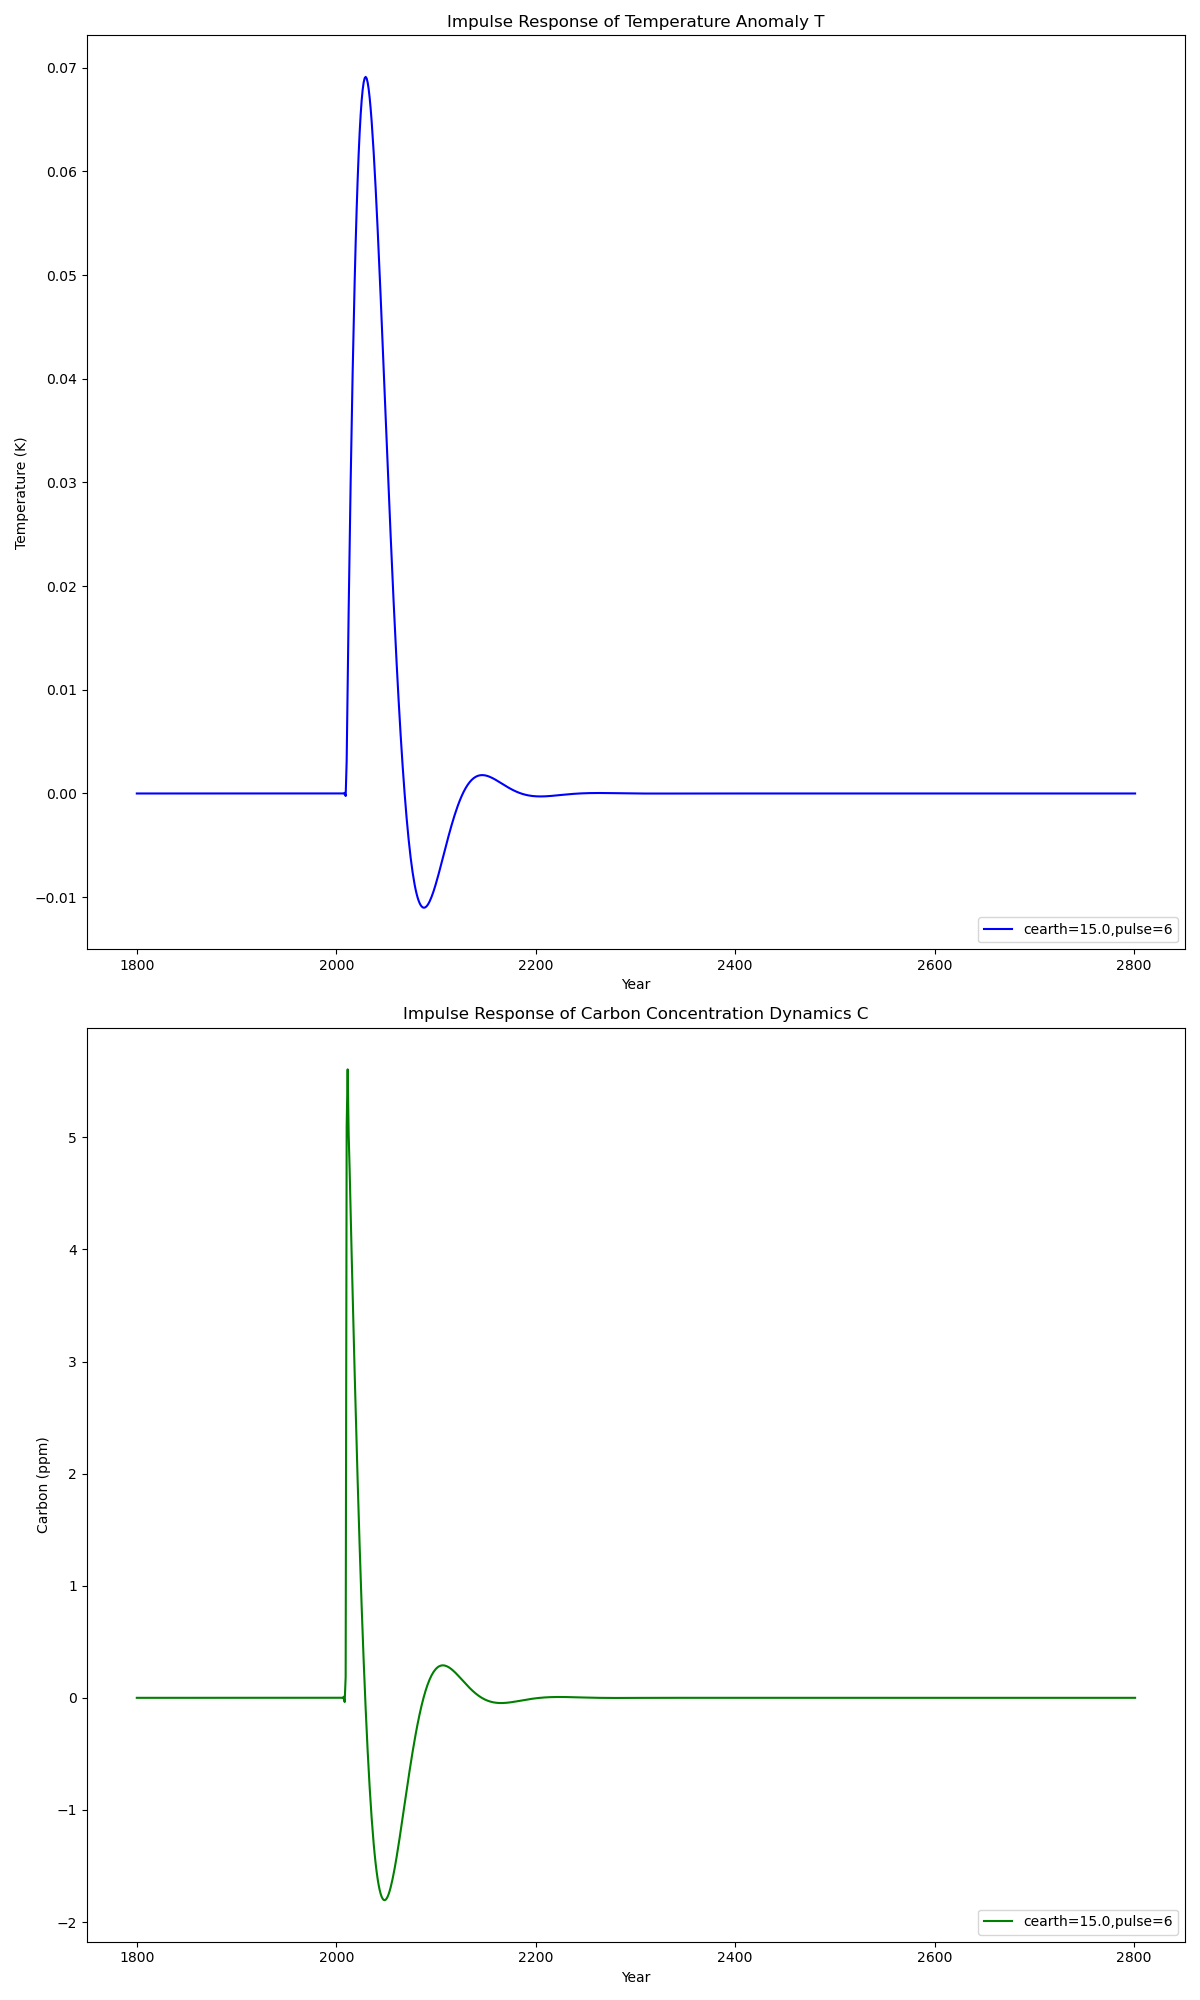 Impulse Response of Temperature Anomaly T
0.07
0.06
0.05
0.04
0.03
0.02
0.01
0.00
−0.01
Temperature (K)
cearth=15.0,pulse=6
1800 2000 2200 2400 2600 2800
Year
Impulse Response of Carbon Concentration Dynamics C
5
4
3
2
1
0
−1
−2
Carbon (ppm)
cearth=15.0,pulse=6
1800 2000 2200 2400 2600 2800
Year